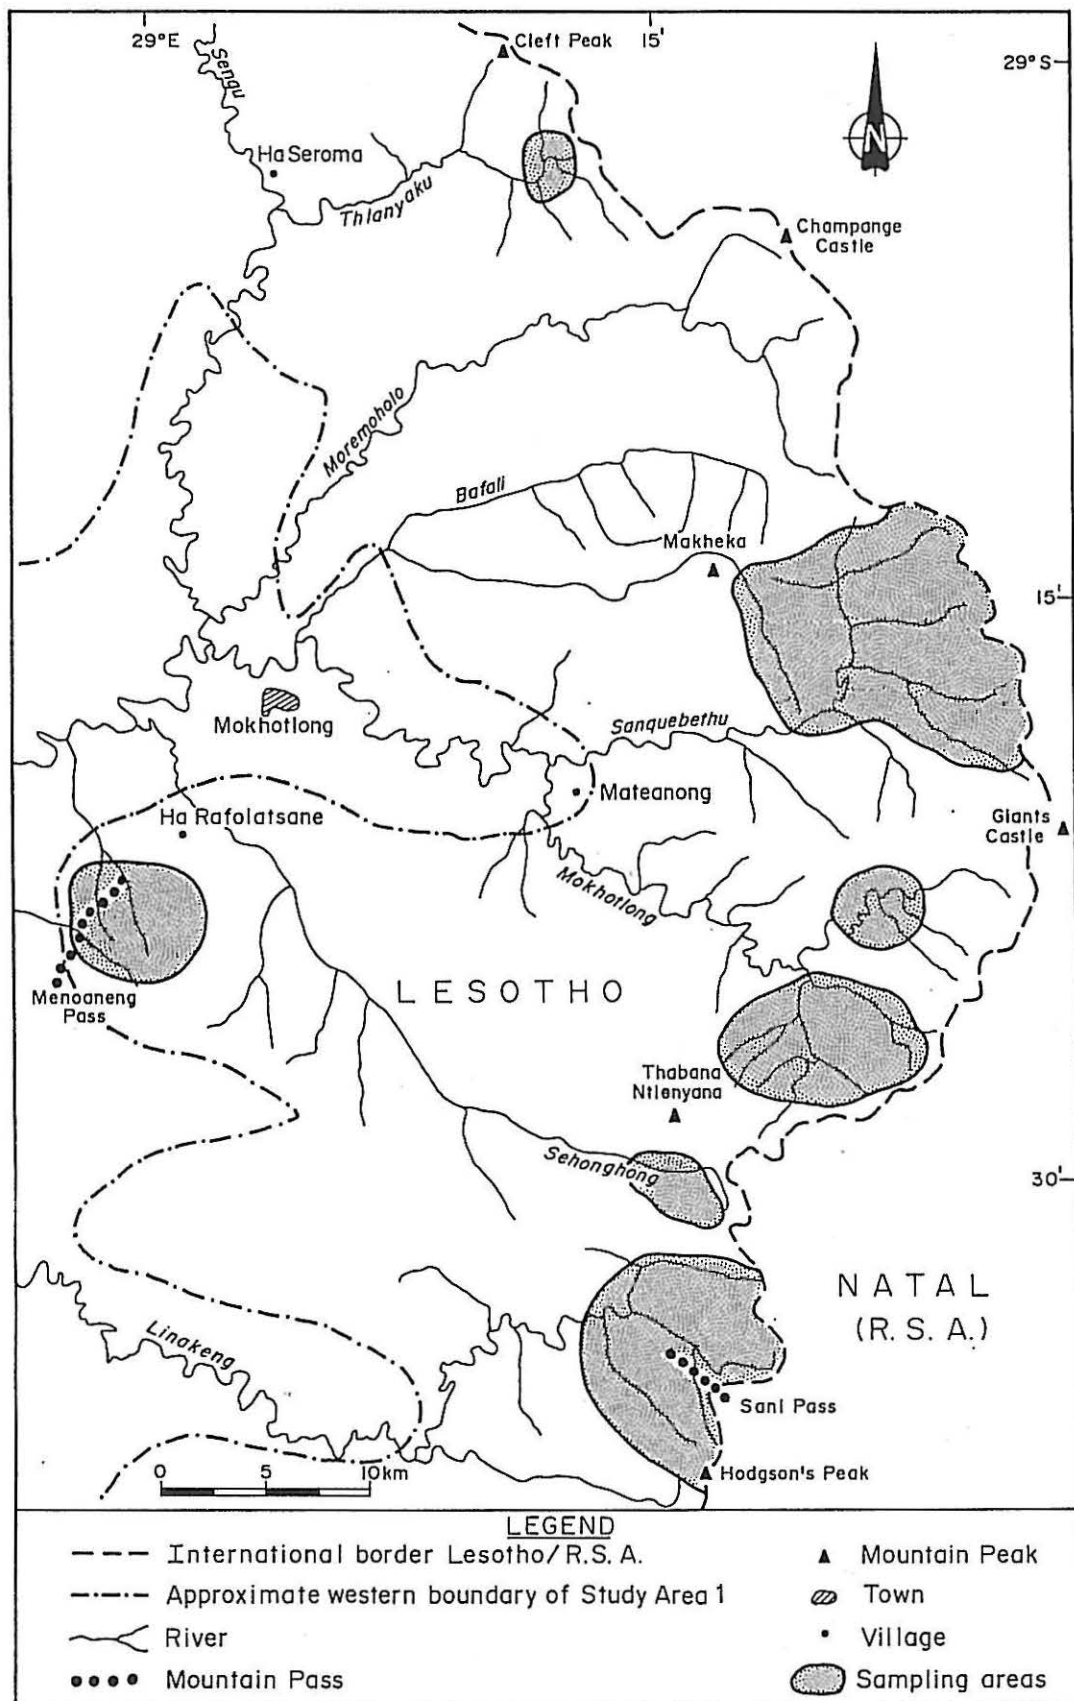 29°E
15'
29°S
Cleft Peak
Sengu
N
Ha Seroma
Thlanyaku
Champange
Castle
Moremoholo
Bafali
Makheka
15'
Mokhotlong
Sanquebethu
Mateanong
Ha Rafolatsane
Giants
Castle
Mokhotlong
LESOTHO
Menoaneng
Pass
Thabana
Ntlenyana
Sehonghong
30'
NATAL
(R.S.A.)
Linakeng
Sani Pass
Hodgson's Peak
0 5 10km
LEGEND
International border Lesotho/R.S.A.
Mountain Peak
Approximate western boundary of Study Area 1
Town
River
Village
Mountain Pass
Sampling areas